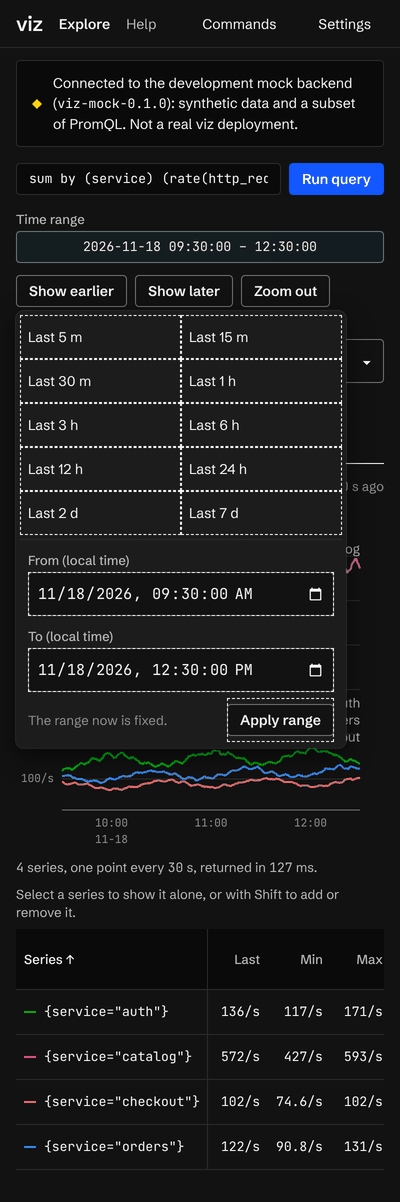 viz Explore Help Commands Settings
Connected to the development mock backend
(viz-mock-0.1.0): synthetic data and a subset
of PromQL. Not a real viz deployment.
sum by (service) (rate(http_rec Run query
Time range
2026-11-18 09:30:00 – 12:30:00
Show earlier Show later Zoom out
Last 5 m Last 15 m
Last 30 m Last 1 h
Last 3 h Last 6 h
Last 12 h Last 24 h
s ago
Last 2 d Last 7 d
og
From (local time)
11/18/2026, 09:30:00 AM
To (local time)
11/18/2026, 12:30:00 PM
uth
ers
out
The range now is fixed. Apply range
100/s
10:00 11:00 12:00
11-18
4 series, one point every 30 s, returned in 127 ms.
Select a series to show it alone, or with Shift to add or
remove it.
Series ↑ Last Min Max
{service="auth"} 136/s 117/s 171/s
{service="catalog"} 572/s 427/s 593/s
{service="checkout"} 102/s 74.6/s 102/s
{service="orders"} 122/s 90.8/s 131/s